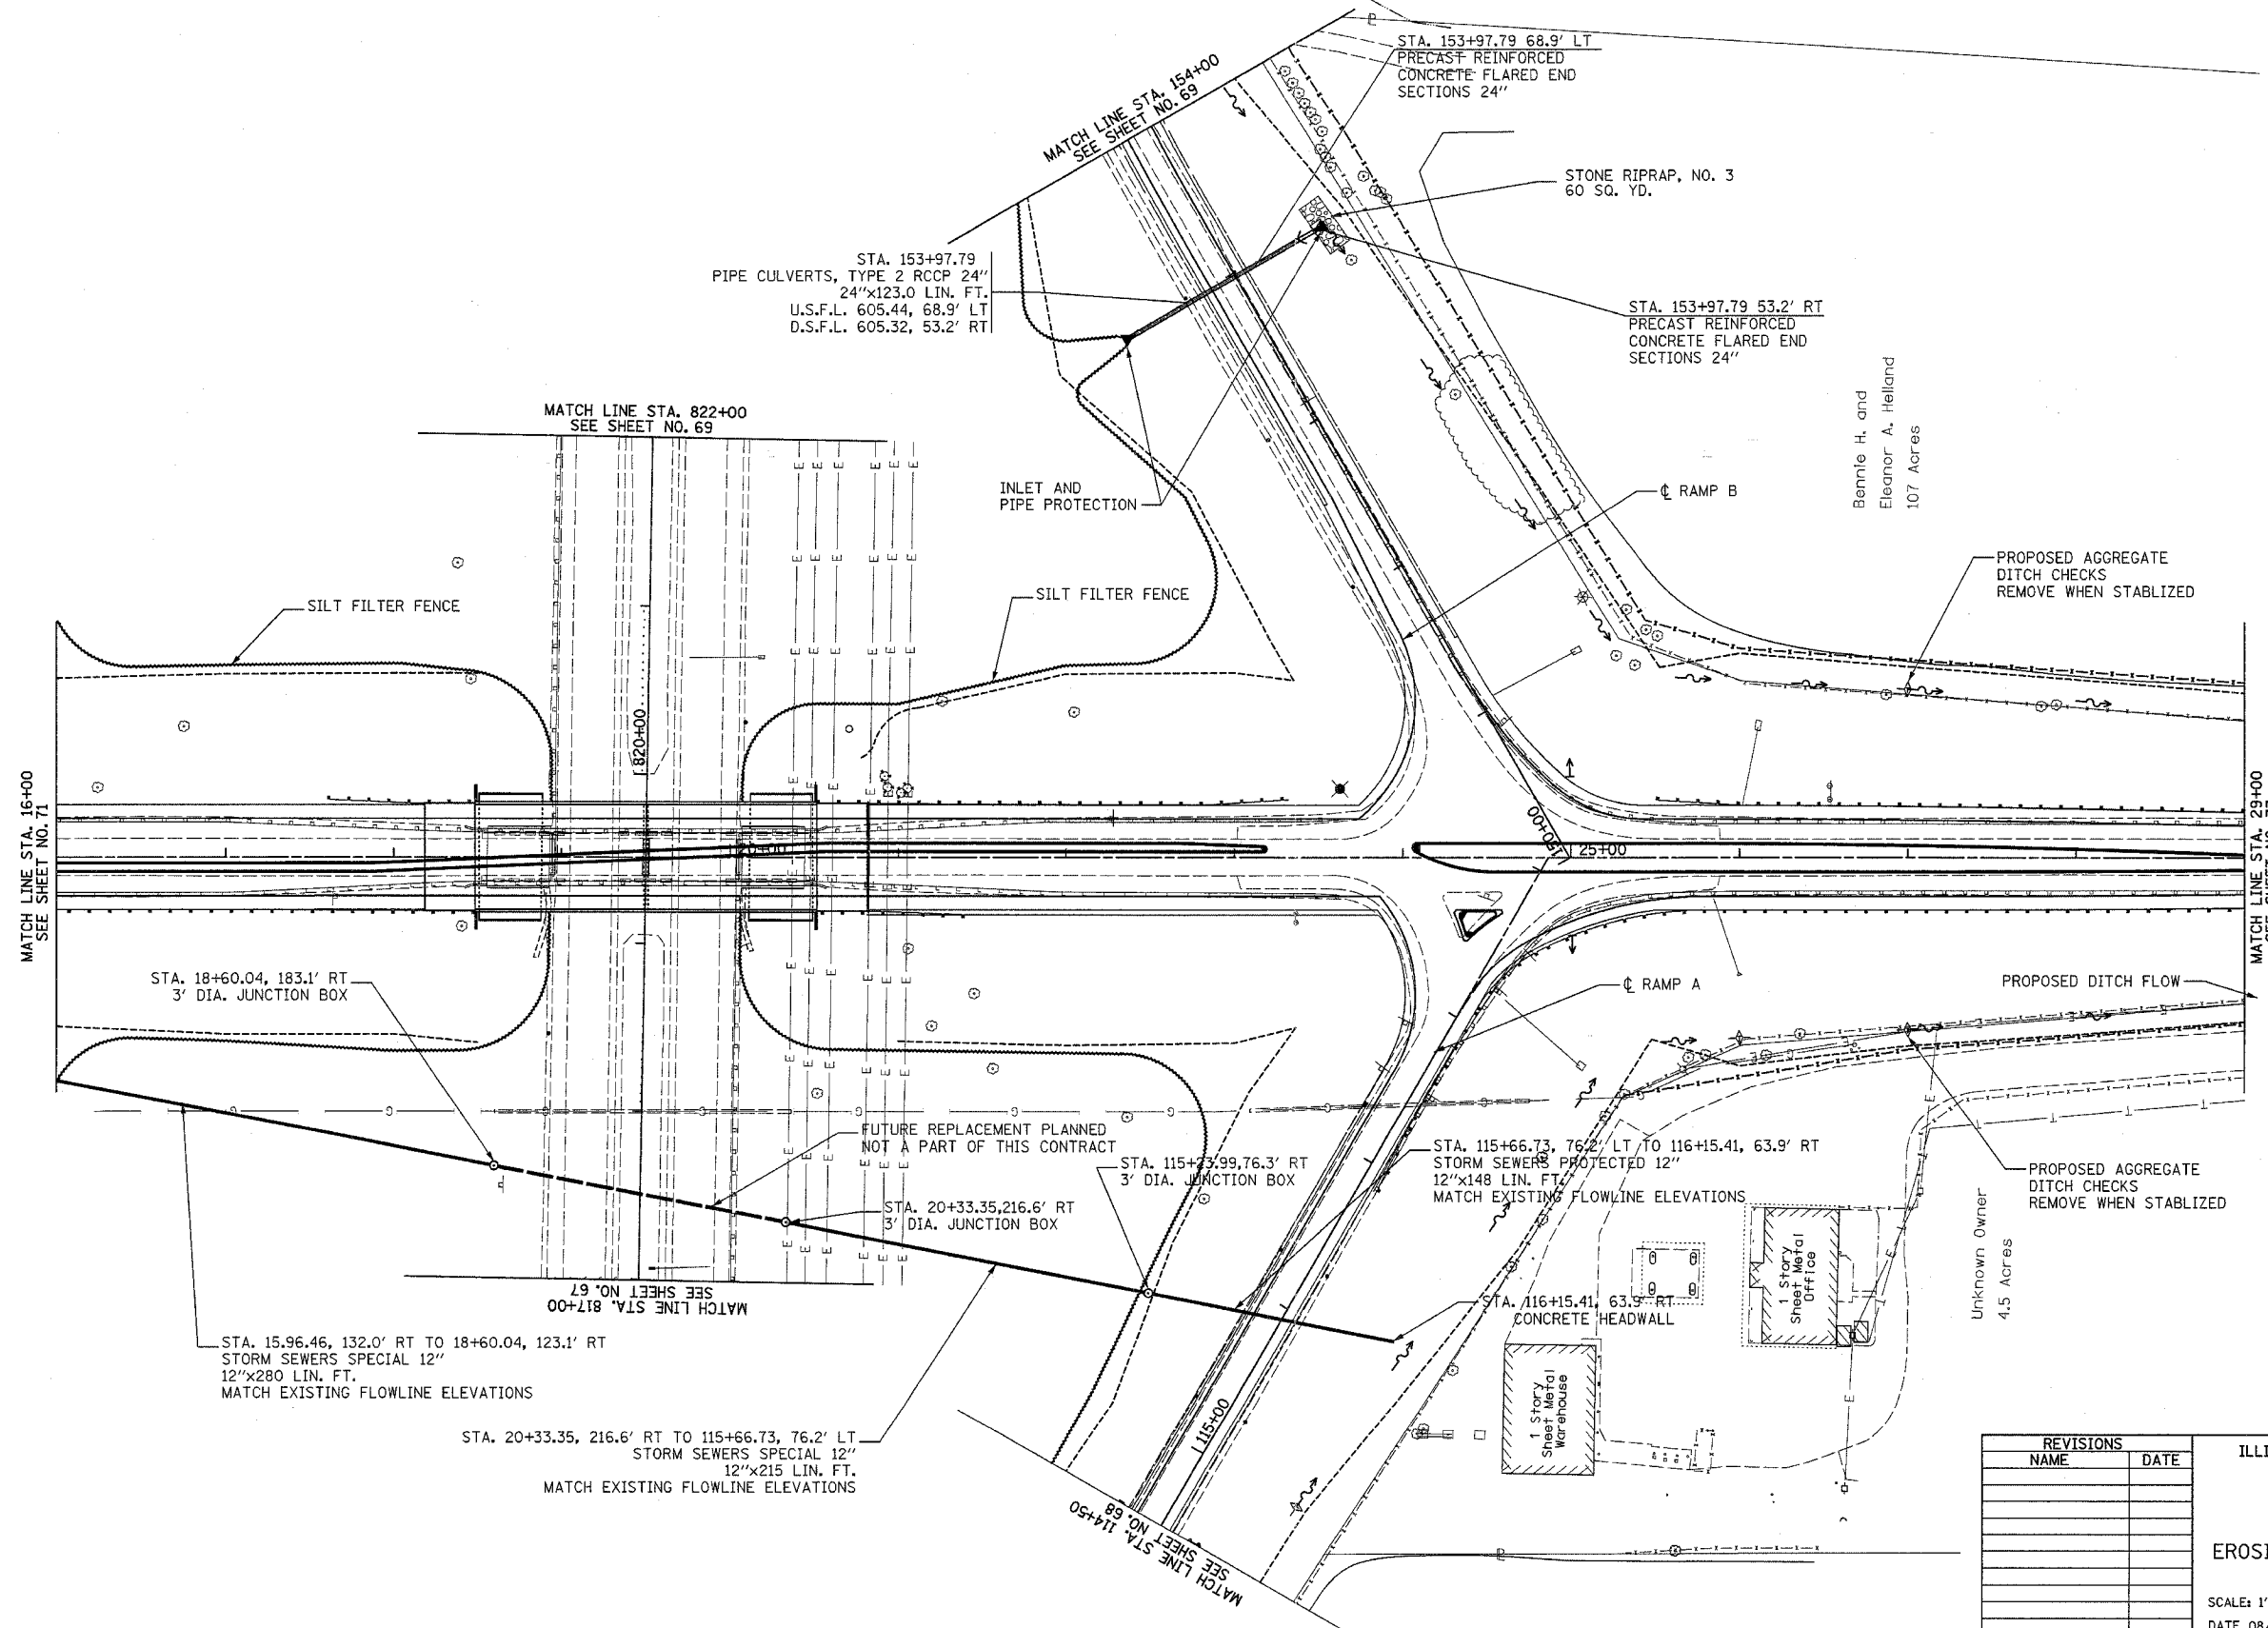 STA. 153+97.79 68.9' LT
PRECAST REINFORCED
CONCRETE FLARED END
SECTIONS 24"
MATCH LINE STA. 154+00
SEE SHEET NO. 69
STONE RIPRAP, NO. 3
60 SQ. YD.
STA. 153+97.79
PIPE CULVERTS, TYPE 2 RCCP 24"
24"x123.0 LIN. FT.
U.S.F.L. 605.44, 68.9' LT
D.S.F.L. 605.32, 53.2' RT
STA. 153+97.79 53.2' RT
PRECAST REINFORCED
CONCRETE FLARED END
SECTIONS 24"
Bennie H. and
Eleanor A. Helland
107 Acres
MATCH LINE STA. 822+00
SEE SHEET NO. 69
INLET AND
PIPE PROTECTION
℄ RAMP B
PROPOSED AGGREGATE
DITCH CHECKS
REMOVE WHEN STABLIZED
SILT FILTER FENCE
SILT FILTER FENCE
820+00
MATCH LINE STA. 16+00
SEE SHEET NO. 71
20+00
150+00
25+00
MATCH LINE STA. 29+00
STA. 18+60.04, 183.1' RT
3' DIA. JUNCTION BOX
℄ RAMP A
PROPOSED DITCH FLOW
FUTURE REPLACEMENT PLANNED
NOT A PART OF THIS CONTRACT
STA. 115+23.99,76.3' RT
3' DIA. JUNCTION BOX
STA. 115+66.73, 76.2' LT TO 116+15.41, 63.9' RT
STORM SEWERS PROTECTED 12"
12"x148 LIN. FT.
MATCH EXISTING FLOWLINE ELEVATIONS
PROPOSED AGGREGATE
DITCH CHECKS
REMOVE WHEN STABLIZED
STA. 20+33.35,216.6' RT
3' DIA. JUNCTION BOX
Unknown Owner
4.5 Acres
1 Story
Sheet Metal
Office
MATCH LINE STA. 817+00
SEE SHEET NO. 67
STA. 116+15.41, 63.9' RT
CONCRETE HEADWALL
STA. 15.96.46, 132.0' RT TO 18+60.04, 123.1' RT
STORM SEWERS SPECIAL 12"
12"x280 LIN. FT.
MATCH EXISTING FLOWLINE ELEVATIONS
1 Story
Sheet Metal
Warehouse
115+00
STA. 20+33.35, 216.6' RT TO 115+66.73, 76.2' LT
STORM SEWERS SPECIAL 12"
12"x215 LIN. FT.
MATCH EXISTING FLOWLINE ELEVATIONS
MATCH LINE STA. 114+50
SEE SHEET NO. 68
REVISIONS
NAME DATE
ILLI
EROSI
SCALE: 1"
DATE 08-